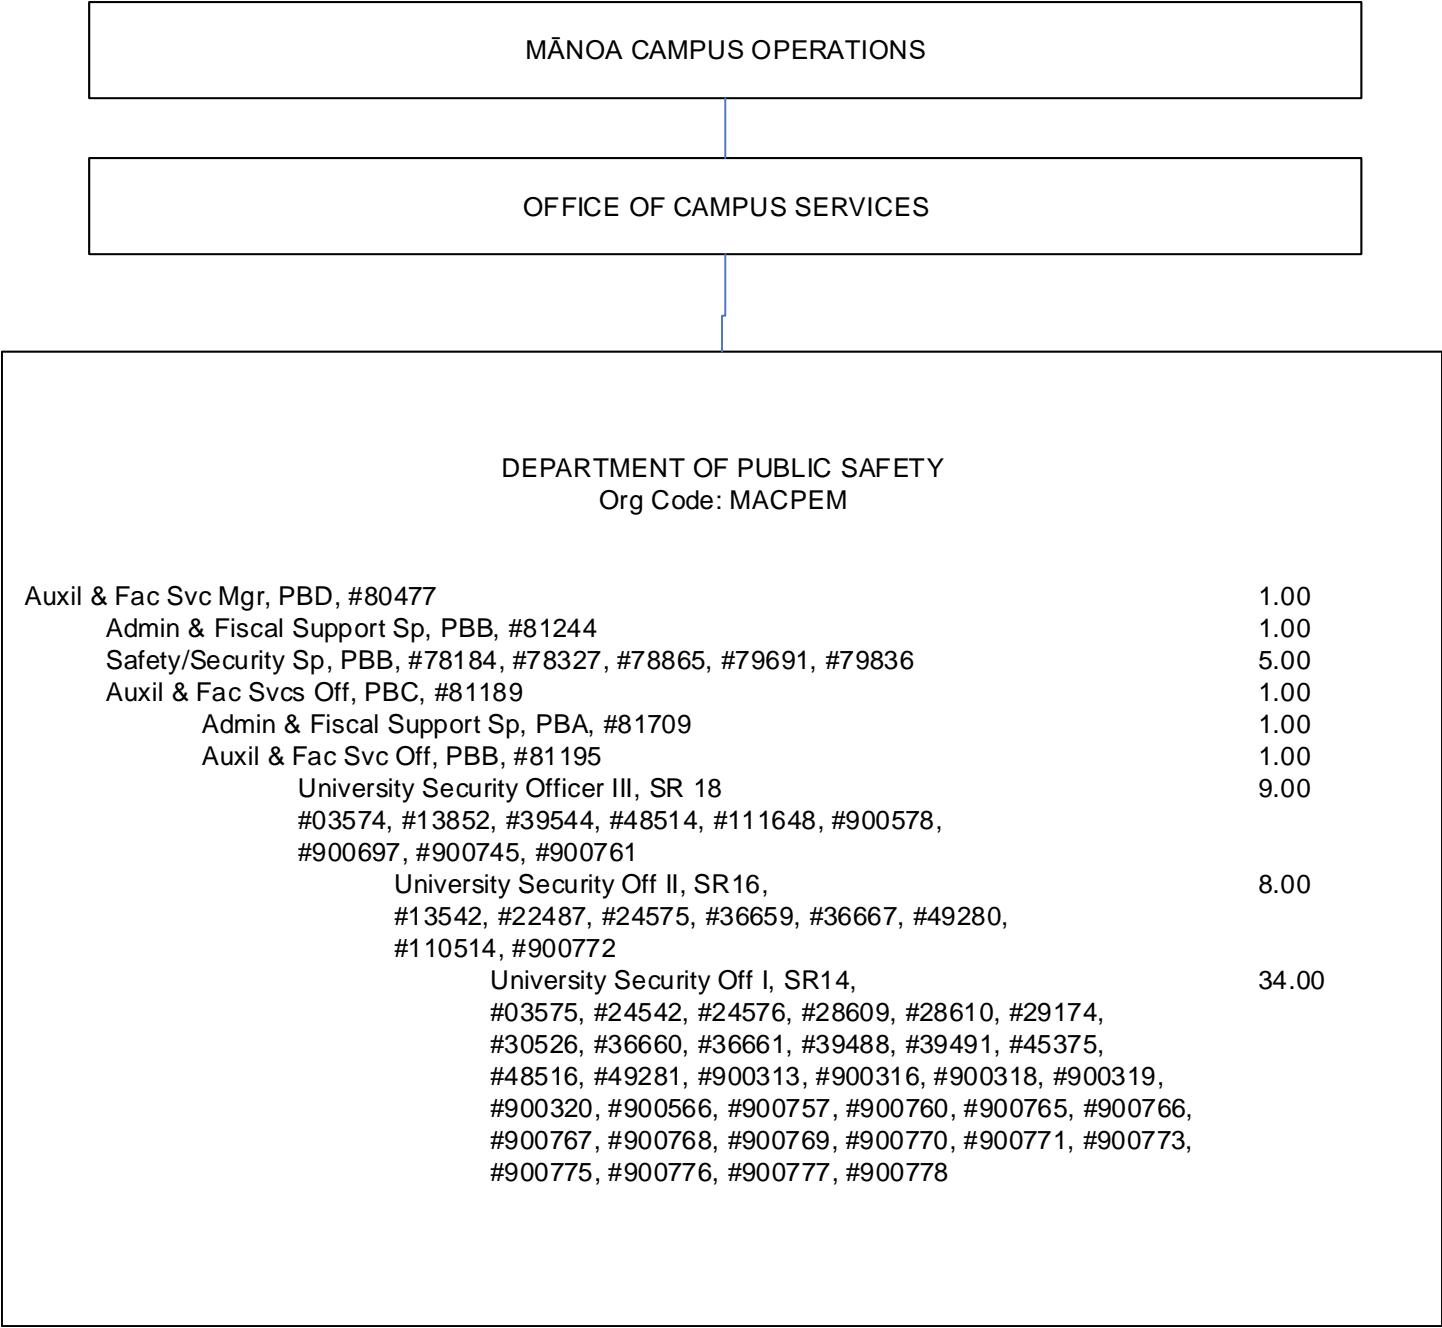 MĀNOA CAMPUS OPERATIONS
OFFICE OF CAMPUS SERVICES
DEPARTMENT OF PUBLIC SAFETY
Org Code: MACPEM
Auxil & Fac Svc Mgr, PBD, #80477 1.00
Admin & Fiscal Support Sp, PBB, #81244 1.00
Safety/Security Sp, PBB, #78184, #78327, #78865, #79691, #79836 5.00
Auxil & Fac Svcs Off, PBC, #81189 1.00
Admin & Fiscal Support Sp, PBA, #81709 1.00
Auxil & Fac Svc Off, PBB, #81195 1.00
University Security Officer III, SR 18 9.00
#03574, #13852, #39544, #48514, #111648, #900578,
#900697, #900745, #900761
University Security Off II, SR16, 8.00
#13542, #22487, #24575, #36659, #36667, #49280,
#110514, #900772
University Security Off I, SR14, 34.00
#03575, #24542, #24576, #28609, #28610, #29174,
#30526, #36660, #36661, #39488, #39491, #45375,
#48516, #49281, #900313, #900316, #900318, #900319,
#900320, #900566, #900757, #900760, #900765, #900766,
#900767, #900768, #900769, #900770, #900771, #900773,
#900775, #900776, #900777, #900778